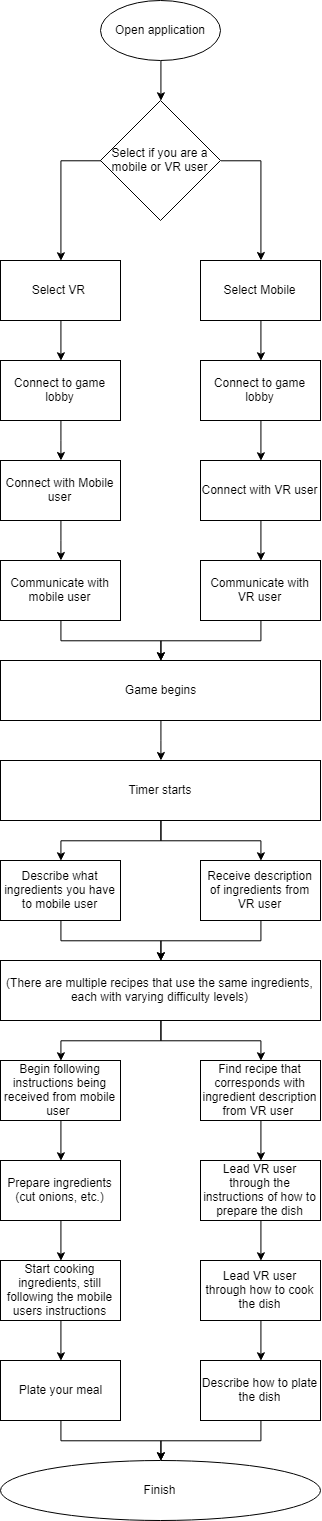 Open application
Select if you are a
mobile or VR user
Select VR
Select Mobile
Connect to game
lobby
Connect to game
lobby
Connect with Mobile
user
Connect with VR user
Communicate with
mobile user
Communicate with
VR user
Game begins
Timer starts
Describe what
ingredients you have
to mobile user
Receive description
of ingredients from
VR user
(There are multiple recipes that use the same ingredients,
each with varying difficulty levels)
Begin following
instructions being
received from mobile
user
Find recipe that
corresponds with
ingredient description
from VR user
Prepare ingredients
(cut onions, etc.)
Lead VR user
through the
instructions of how to
prepare the dish
Start cooking
ingredients, still
following the mobile
users instructions
Lead VR user
through how to cook
the dish
Plate your meal
Describe how to plate
the dish
Finish